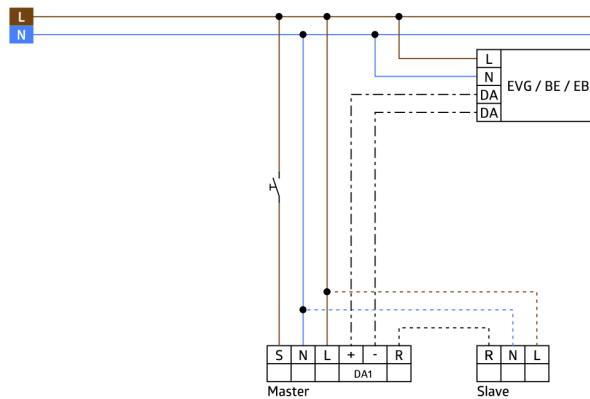 L
N
L
N
DA
DA
EVG / BE / EB
S N L + - R
DA1
Master
R N L
Slave